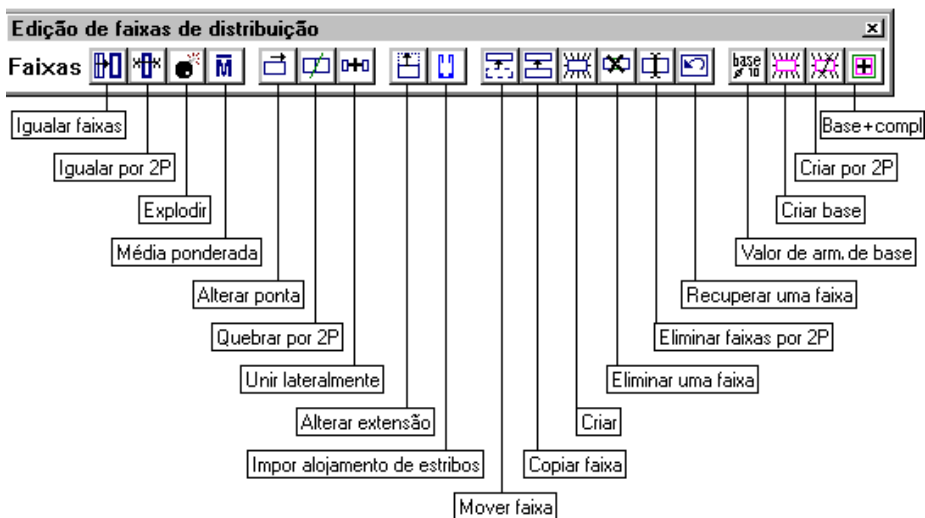 Edição de faixas de distribuição
Faixas
M
base
ø 10
Igualar faixas
Base+compl
Igualar por 2P
Criar por 2P
Explodir
Criar base
Média ponderada
Valor de arm. de base
Alterar ponta
Recuperar uma faixa
Quebrar por 2P
Eliminar faixas por 2P
Unir lateralmente
Eliminar uma faixa
Alterar extensão
Criar
Impor alojamento de estribos
Copiar faixa
Mover faixa